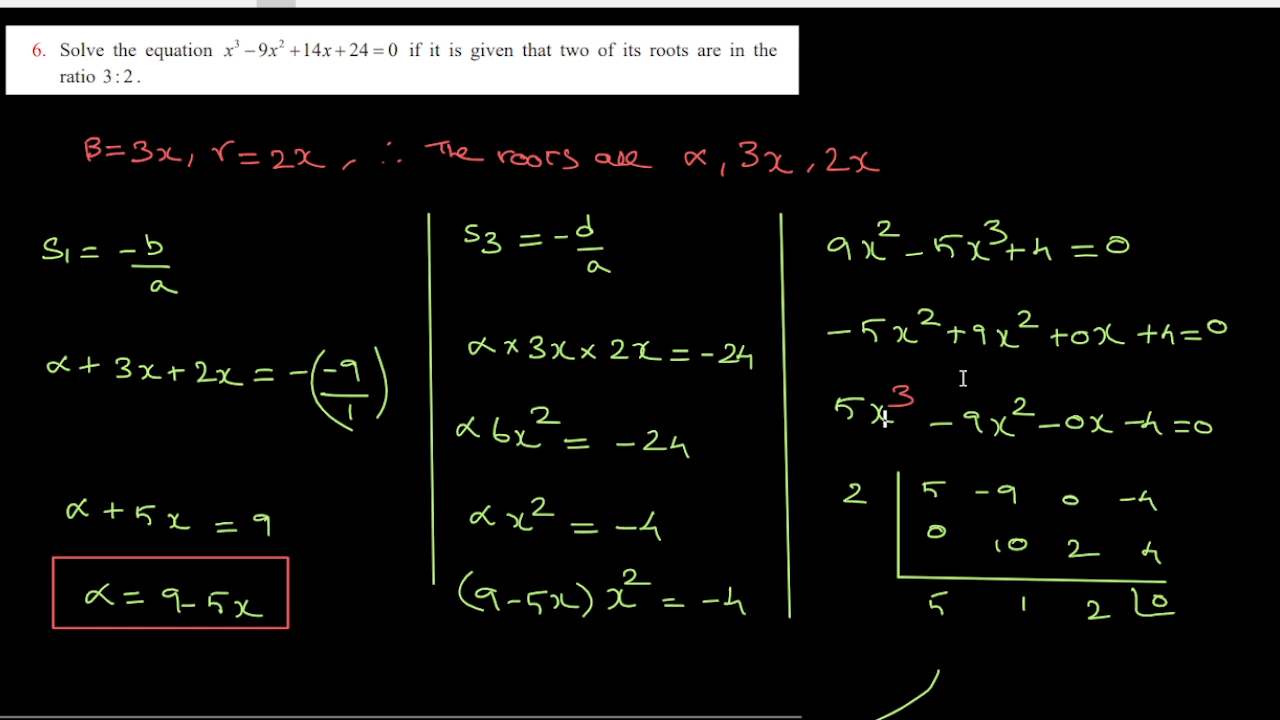 6. Solve the equation x³ – 9x² + 14x + 24 = 0 if it is given that two of its roots are in the
ratio 3 : 2 .
β = 3x, γ = 2x, ∴ The roots are α, 3x, 2x
S₁ = -b/a
α + 3x + 2x = -(-9/1)
α + 5x = 9
α = 9 - 5x
S3 = -d/a
α × 3x × 2x = -24
α 6x² = -24
α x² = -4
(9 - 5x) x² = -4
9x² - 5x³ + 4 = 0
-5x² + 9x² + 0x + 4 = 0
5x³ - 9x² - 0x - 4 = 0
2 | 5 -9 0 -4
0 10 2 4
5 1 2 |0